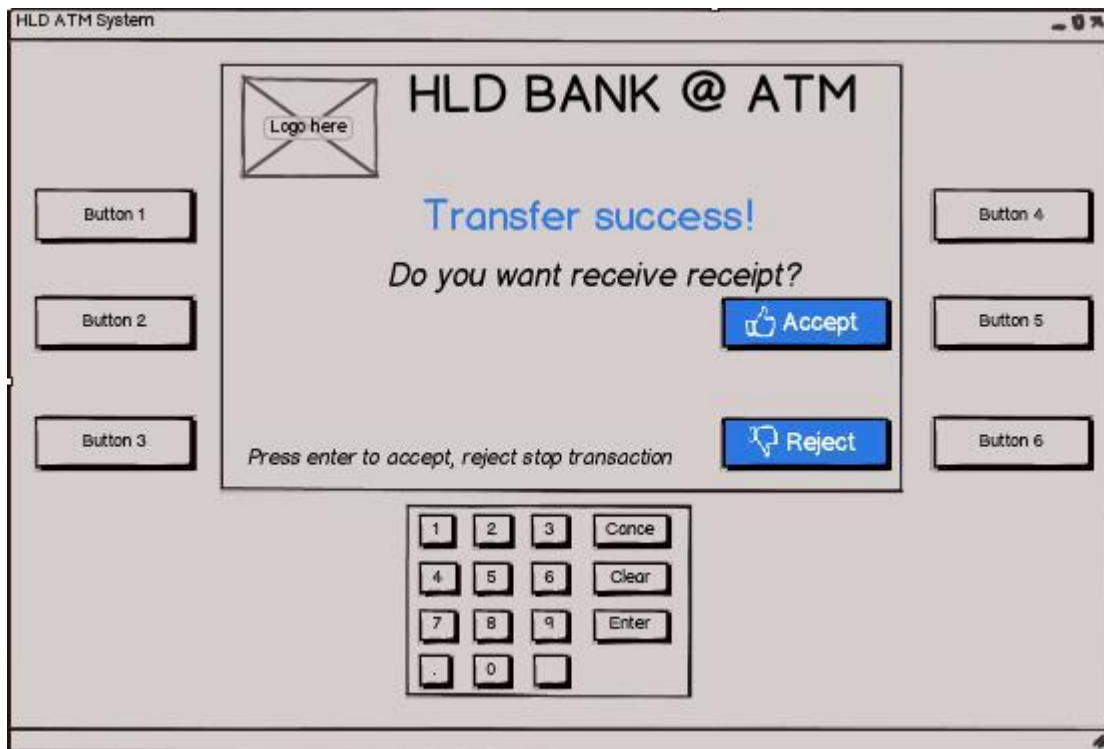 HLD ATM System
HLD BANK @ ATM
Logo here
Transfer success!
Do you want receive receipt?
Button 1
Button 4
Button 2
Accept
Button 5
Button 3
Reject
Button 6
Press enter to accept, reject stop transaction
1 2 3 Cance
4 5 6 Clear
7 8 9 Enter
. 0